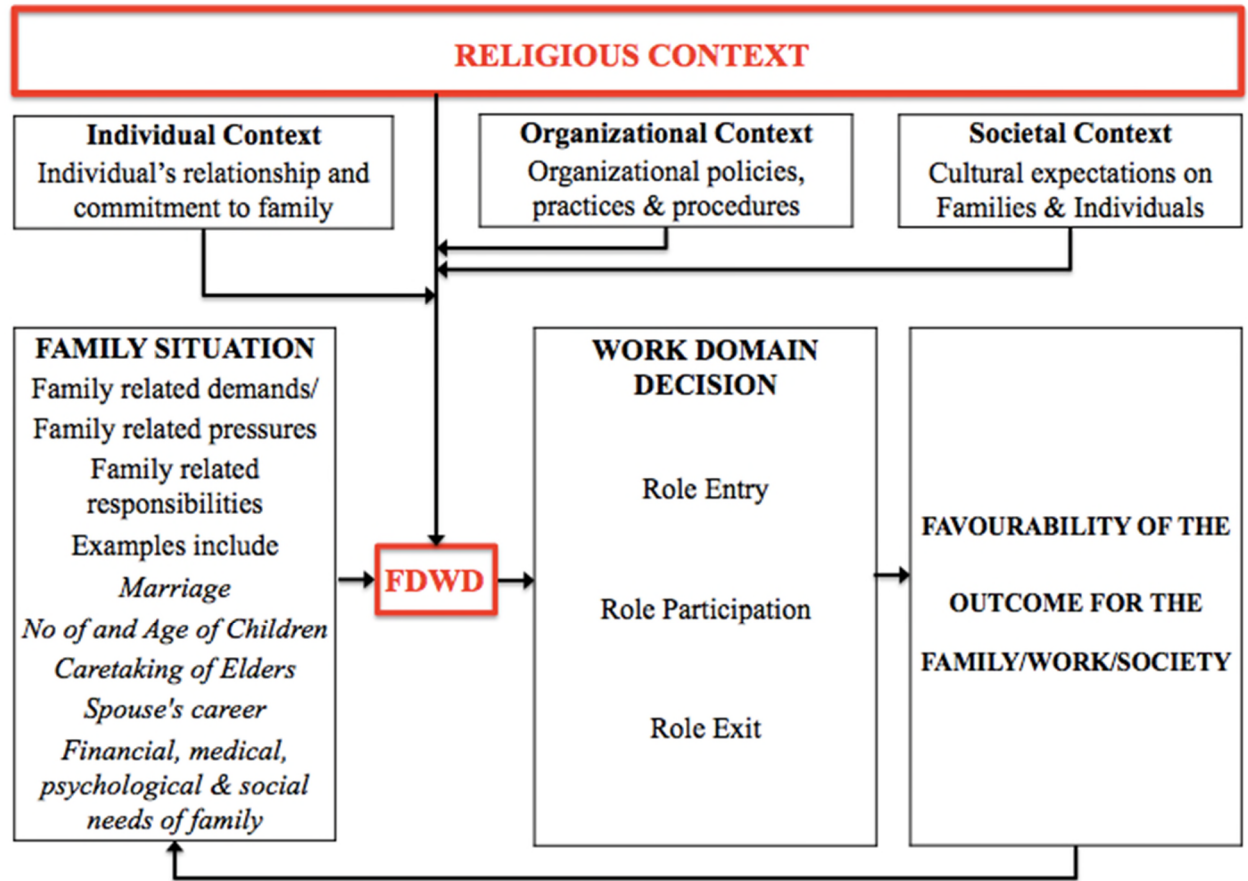 RELIGIOUS CONTEXT
Individual Context
Individual's relationship and
commitment to family
Organizational Context
Organizational policies,
practices & procedures
Societal Context
Cultural expectations on
Families & Individuals
FAMILY SITUATION
Family related demands/
Family related pressures
Family related
responsibilities
Examples include
Marriage
No of and Age of Children
Caretaking of Elders
Spouse's career
Financial, medical,
psychological & social
needs of family
FDWD
WORK DOMAIN
DECISION
Role Entry
Role Participation
Role Exit
FAVOURABILITY OF THE
OUTCOME FOR THE
FAMILY/WORK/SOCIETY